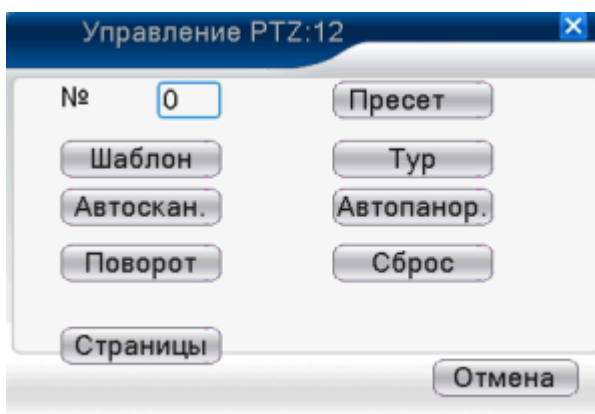 Управление PTZ:12
№ 0 Пресет
Шаблон Тур
Автоскан. Автопанор.
Поворот Сброс
Страницы
Отмена